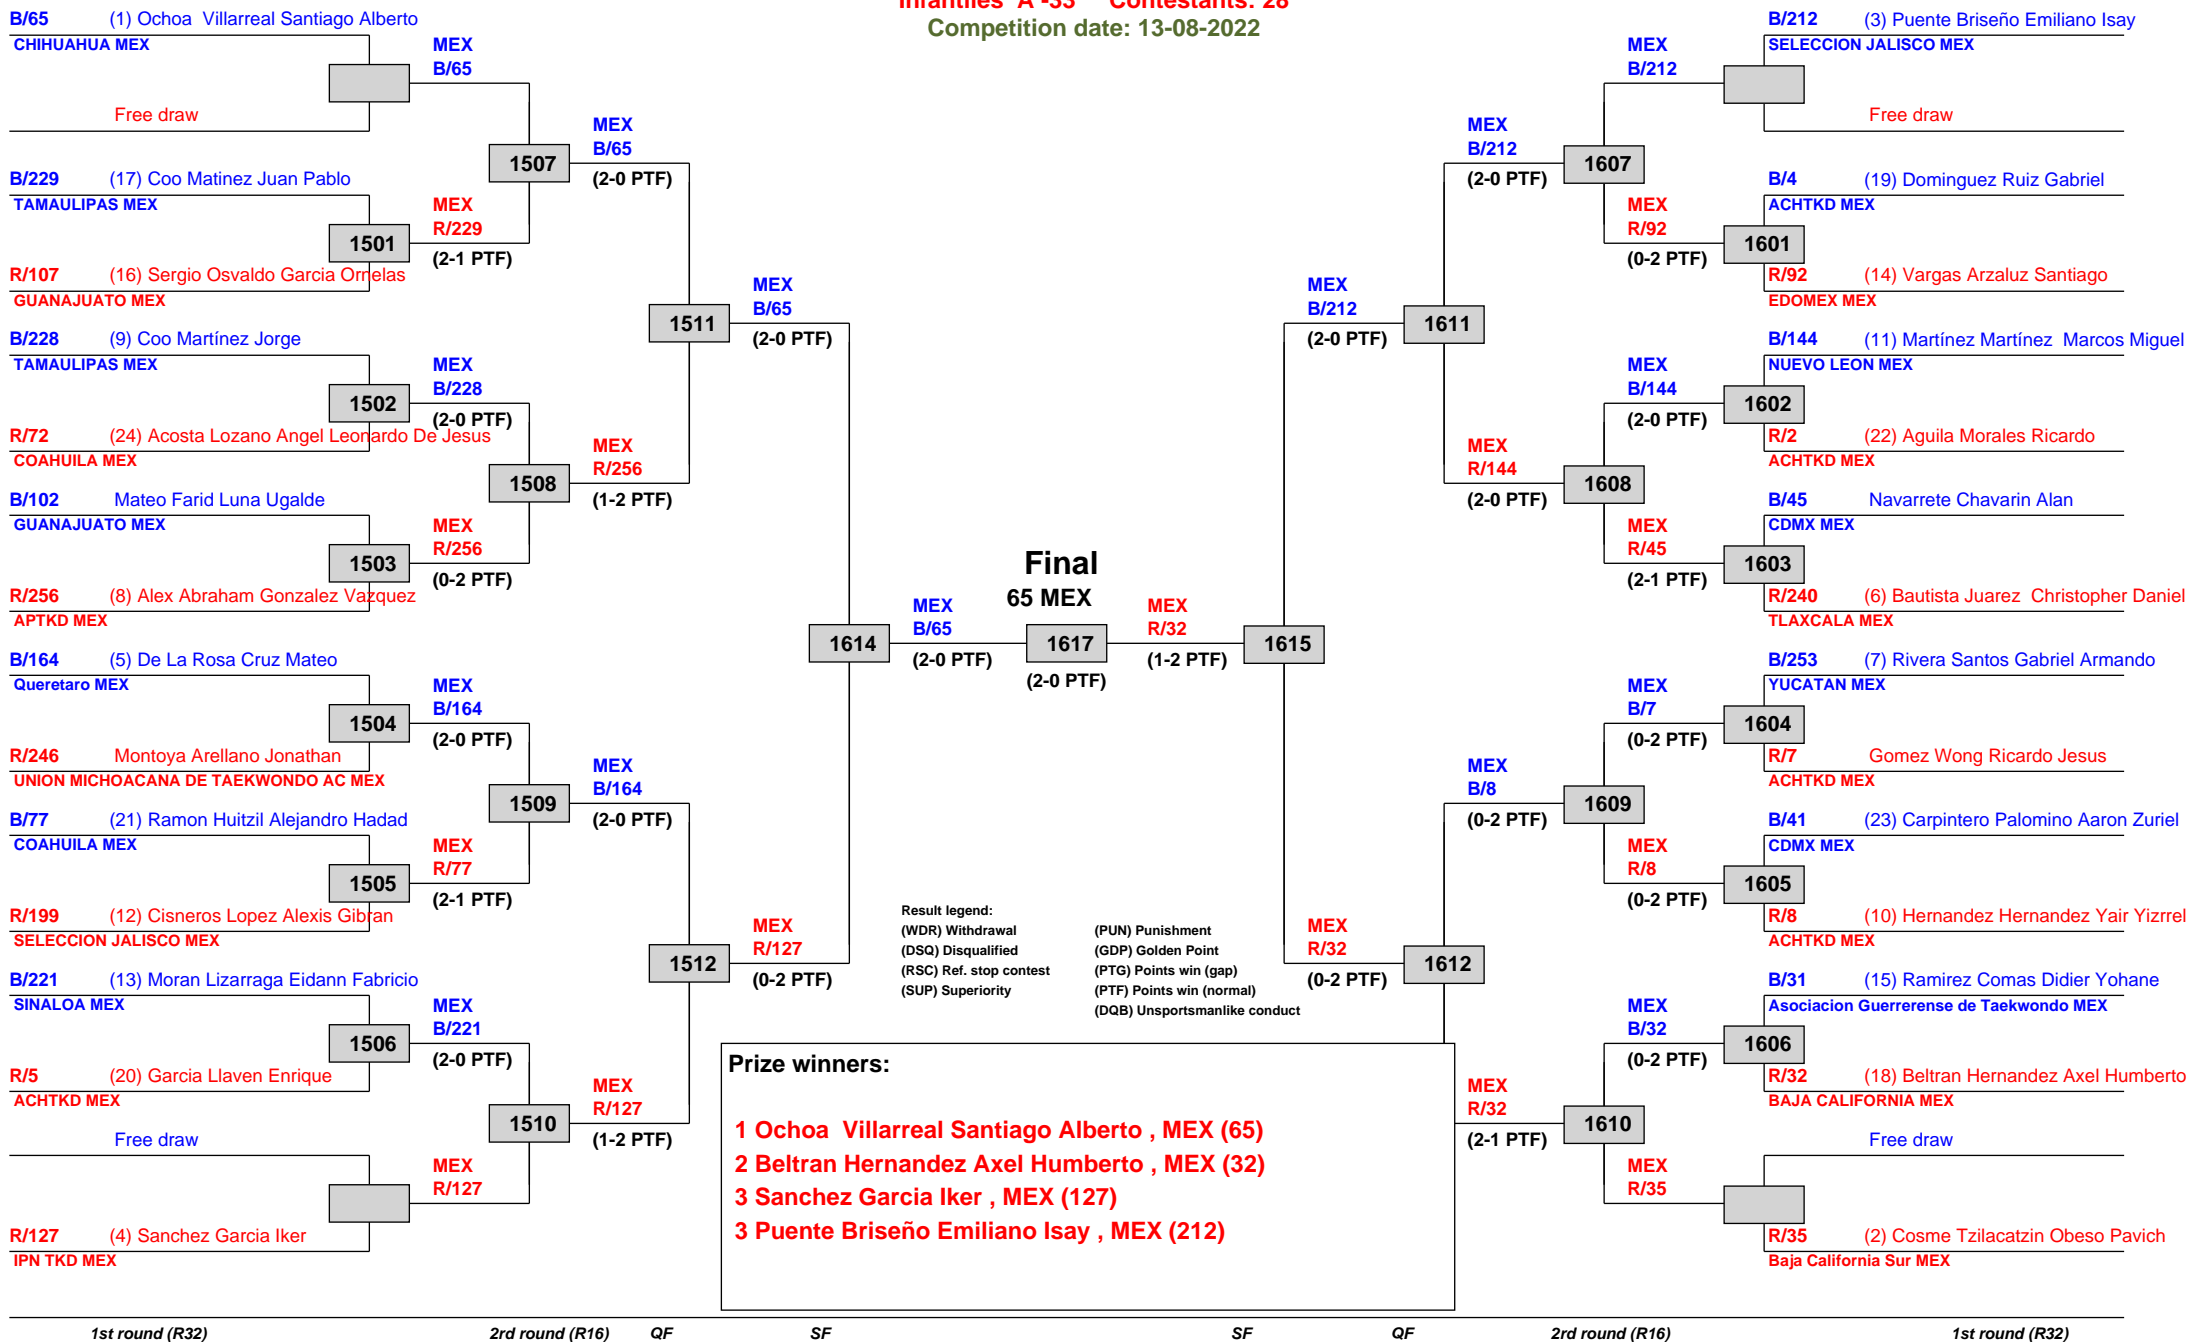 Infantiles A -33 Contestants: 28
Competition date: 13-08-2022
B/65 (1) Ochoa Villarreal Santiago Alberto
CHIHUAHUA MEX
Free draw
MEX
B/65
B/229 (17) Coo Matinez Juan Pablo
TAMAULIPAS MEX
1501
R/107 (16) Sergio Osvaldo Garcia Ornelas
GUANAJUATO MEX
MEX
R/229
(2-1 PTF)
1507
MEX
B/65
(2-0 PTF)
B/228 (9) Coo Martínez Jorge
TAMAULIPAS MEX
1502
R/72 (24) Acosta Lozano Angel Leonardo De Jesus
COAHUILA MEX
MEX
B/228
(2-0 PTF)
B/102 Mateo Farid Luna Ugalde
GUANAJUATO MEX
1503
R/256 (8) Alex Abraham Gonzalez Vazquez
APTKD MEX
MEX
R/256
(0-2 PTF)
1508
MEX
R/256
(1-2 PTF)
1511
MEX
B/65
(2-0 PTF)
B/164 (5) De La Rosa Cruz Mateo
Queretaro MEX
1504
R/246 Montoya Arellano Jonathan
UNION MICHOACANA DE TAEKWONDO AC MEX
MEX
B/164
(2-0 PTF)
B/77 (21) Ramon Huitzil Alejandro Hadad
COAHUILA MEX
1505
R/199 (12) Cisneros Lopez Alexis Gibran
SELECCION JALISCO MEX
MEX
R/77
(2-1 PTF)
1509
MEX
B/164
(2-0 PTF)
B/221 (13) Moran Lizarraga Eidann Fabricio
SINALOA MEX
1506
R/5 (20) Garcia Llaven Enrique
ACHTKD MEX
MEX
B/221
(2-0 PTF)
Free draw
R/127 (4) Sanchez Garcia Iker
IPN TKD MEX
MEX
R/127
1510
MEX
R/127
(1-2 PTF)
1512
MEX
R/127
(0-2 PTF)
1614
MEX
B/65
(2-0 PTF)
Final
65 MEX
1617
(2-0 PTF)
MEX
R/32
(1-2 PTF)
1615
MEX
B/212
(2-0 PTF)
1611
MEX
B/212
(2-0 PTF)
1607
MEX
B/212
B/212 (3) Puente Briseño Emiliano Isay
SELECCION JALISCO MEX
Free draw
MEX
R/92
(0-2 PTF)
1601
B/4 (19) Dominguez Ruiz Gabriel
ACHTKD MEX
R/92 (14) Vargas Arzaluz Santiago
EDOMEX MEX
MEX
R/144
(2-0 PTF)
1608
MEX
B/144
(2-0 PTF)
1602
B/144 (11) Martínez Martínez Marcos Miguel
NUEVO LEON MEX
R/2 (22) Aguila Morales Ricardo
ACHTKD MEX
MEX
R/45
(2-1 PTF)
1603
B/45 Navarrete Chavarin Alan
CDMX MEX
R/240 (6) Bautista Juarez Christopher Daniel
TLAXCALA MEX
MEX
R/32
(0-2 PTF)
1612
MEX
B/8
(0-2 PTF)
1609
MEX
B/7
(0-2 PTF)
1604
B/253 (7) Rivera Santos Gabriel Armando
YUCATAN MEX
R/7 Gomez Wong Ricardo Jesus
ACHTKD MEX
MEX
R/8
(0-2 PTF)
1605
B/41 (23) Carpintero Palomino Aaron Zuriel
CDMX MEX
R/8 (10) Hernandez Hernandez Yair Yizrrel
ACHTKD MEX
MEX
R/32
(2-1 PTF)
1610
MEX
B/32
(0-2 PTF)
1606
B/31 (15) Ramirez Comas Didier Yohane
Asociacion Guerrerense de Taekwondo MEX
R/32 (18) Beltran Hernandez Axel Humberto
BAJA CALIFORNIA MEX
MEX
R/35
Free draw
R/35 (2) Cosme Tzilacatzin Obeso Pavich
Baja California Sur MEX
Result legend:
(WDR) Withdrawal (PUN) Punishment
(DSQ) Disqualified (GDP) Golden Point
(RSC) Ref. stop contest (PTG) Points win (gap)
(SUP) Superiority (PTF) Points win (normal)
(DQB) Unsportsmanlike conduct
Prize winners:
1 Ochoa Villarreal Santiago Alberto , MEX (65)
2 Beltran Hernandez Axel Humberto , MEX (32)
3 Sanchez Garcia Iker , MEX (127)
3 Puente Briseño Emiliano Isay , MEX (212)
1st round (R32) 2rd round (R16) QF SF SF QF 2rd round (R16) 1st round (R32)